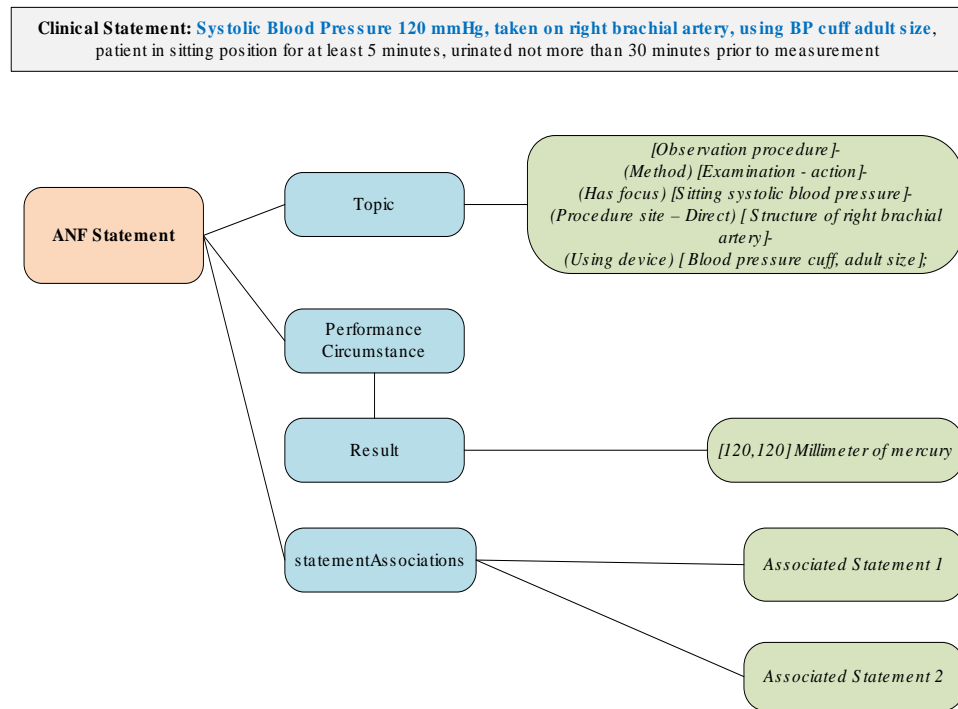 Clinical Statement: Systolic Blood Pressure 120 mmHg, taken on right brachial artery, using BP cuff adult size,
patient in sitting position for at least 5 minutes, urinated not more than 30 minutes prior to measurement
[Observation procedure]-
(Method) [Examination - action]-
(Has focus) [Sitting systolic blood pressure]-
(Procedure site – Direct) [ Structure of right brachial
artery]-
(Using device) [ Blood pressure cuff, adult size];
Topic
ANF Statement
Performance
Circumstance
Result
[120,120] Millimeter of mercury
statementAssociations
Associated Statement 1
Associated Statement 2